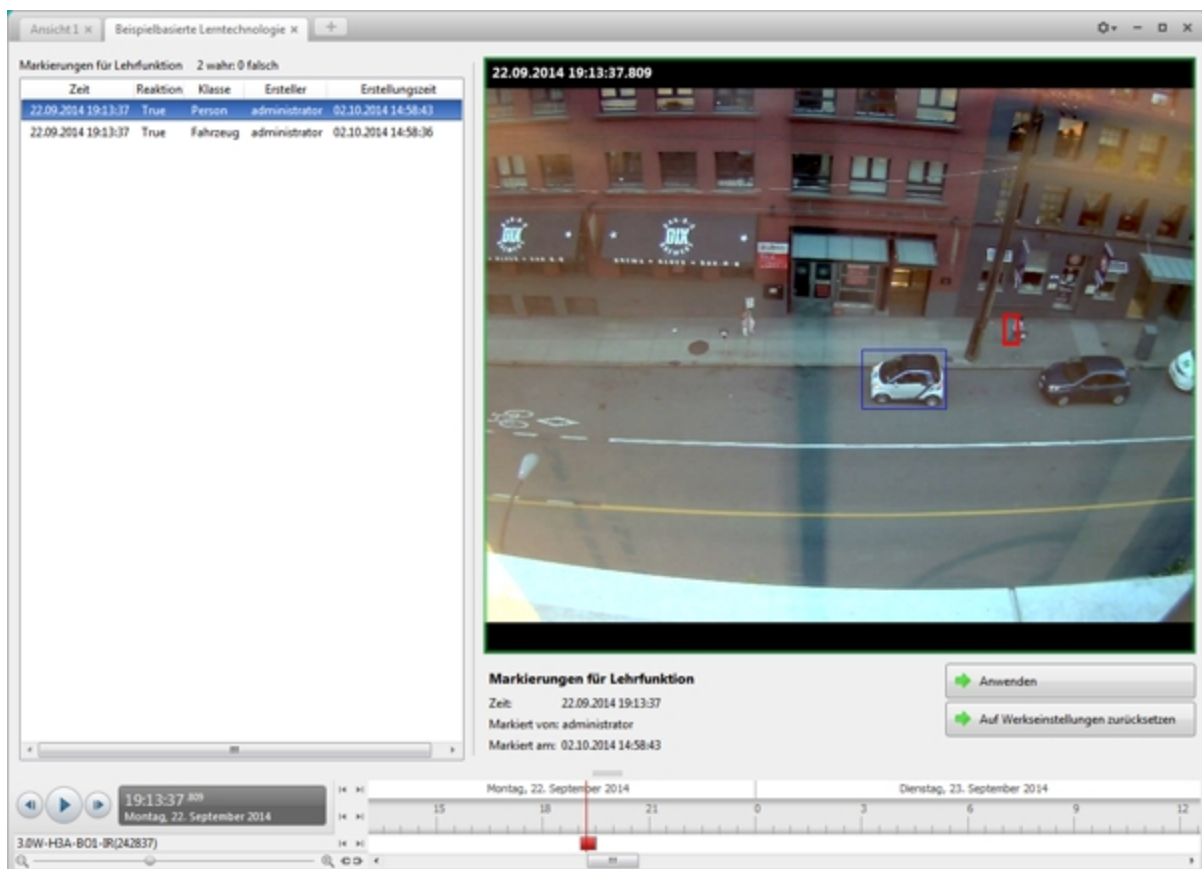 Ansicht 1 ×
Beispielbasierte Lerntechnologie ×
+
Markierungen für Lehrfunktion 2 wahr: 0 falsch
Zeit Reaktion Klasse Ersteller Erstellungszeit
22.09.2014 19:13:37 True Person administrator 02.10.2014 14:58:43
22.09.2014 19:13:37 True Fahrzeug administrator 02.10.2014 14:58:36
22.09.2014 19:13:37.809
DIX
DIX
Markierungen für Lehrfunktion
Zeit: 22.09.2014 19:13:37
Markiert von: administrator
Markiert am: 02.10.2014 14:58:43
Anwenden
Auf Werkseinstellungen zurücksetzen
19:13:37.809
Montag, 22. September 2014
Montag, 22. September 2014 Dienstag, 23. September 2014
15 18 21 0 3 6 9 12
3.0W-H3A-BO1-IR(242837)